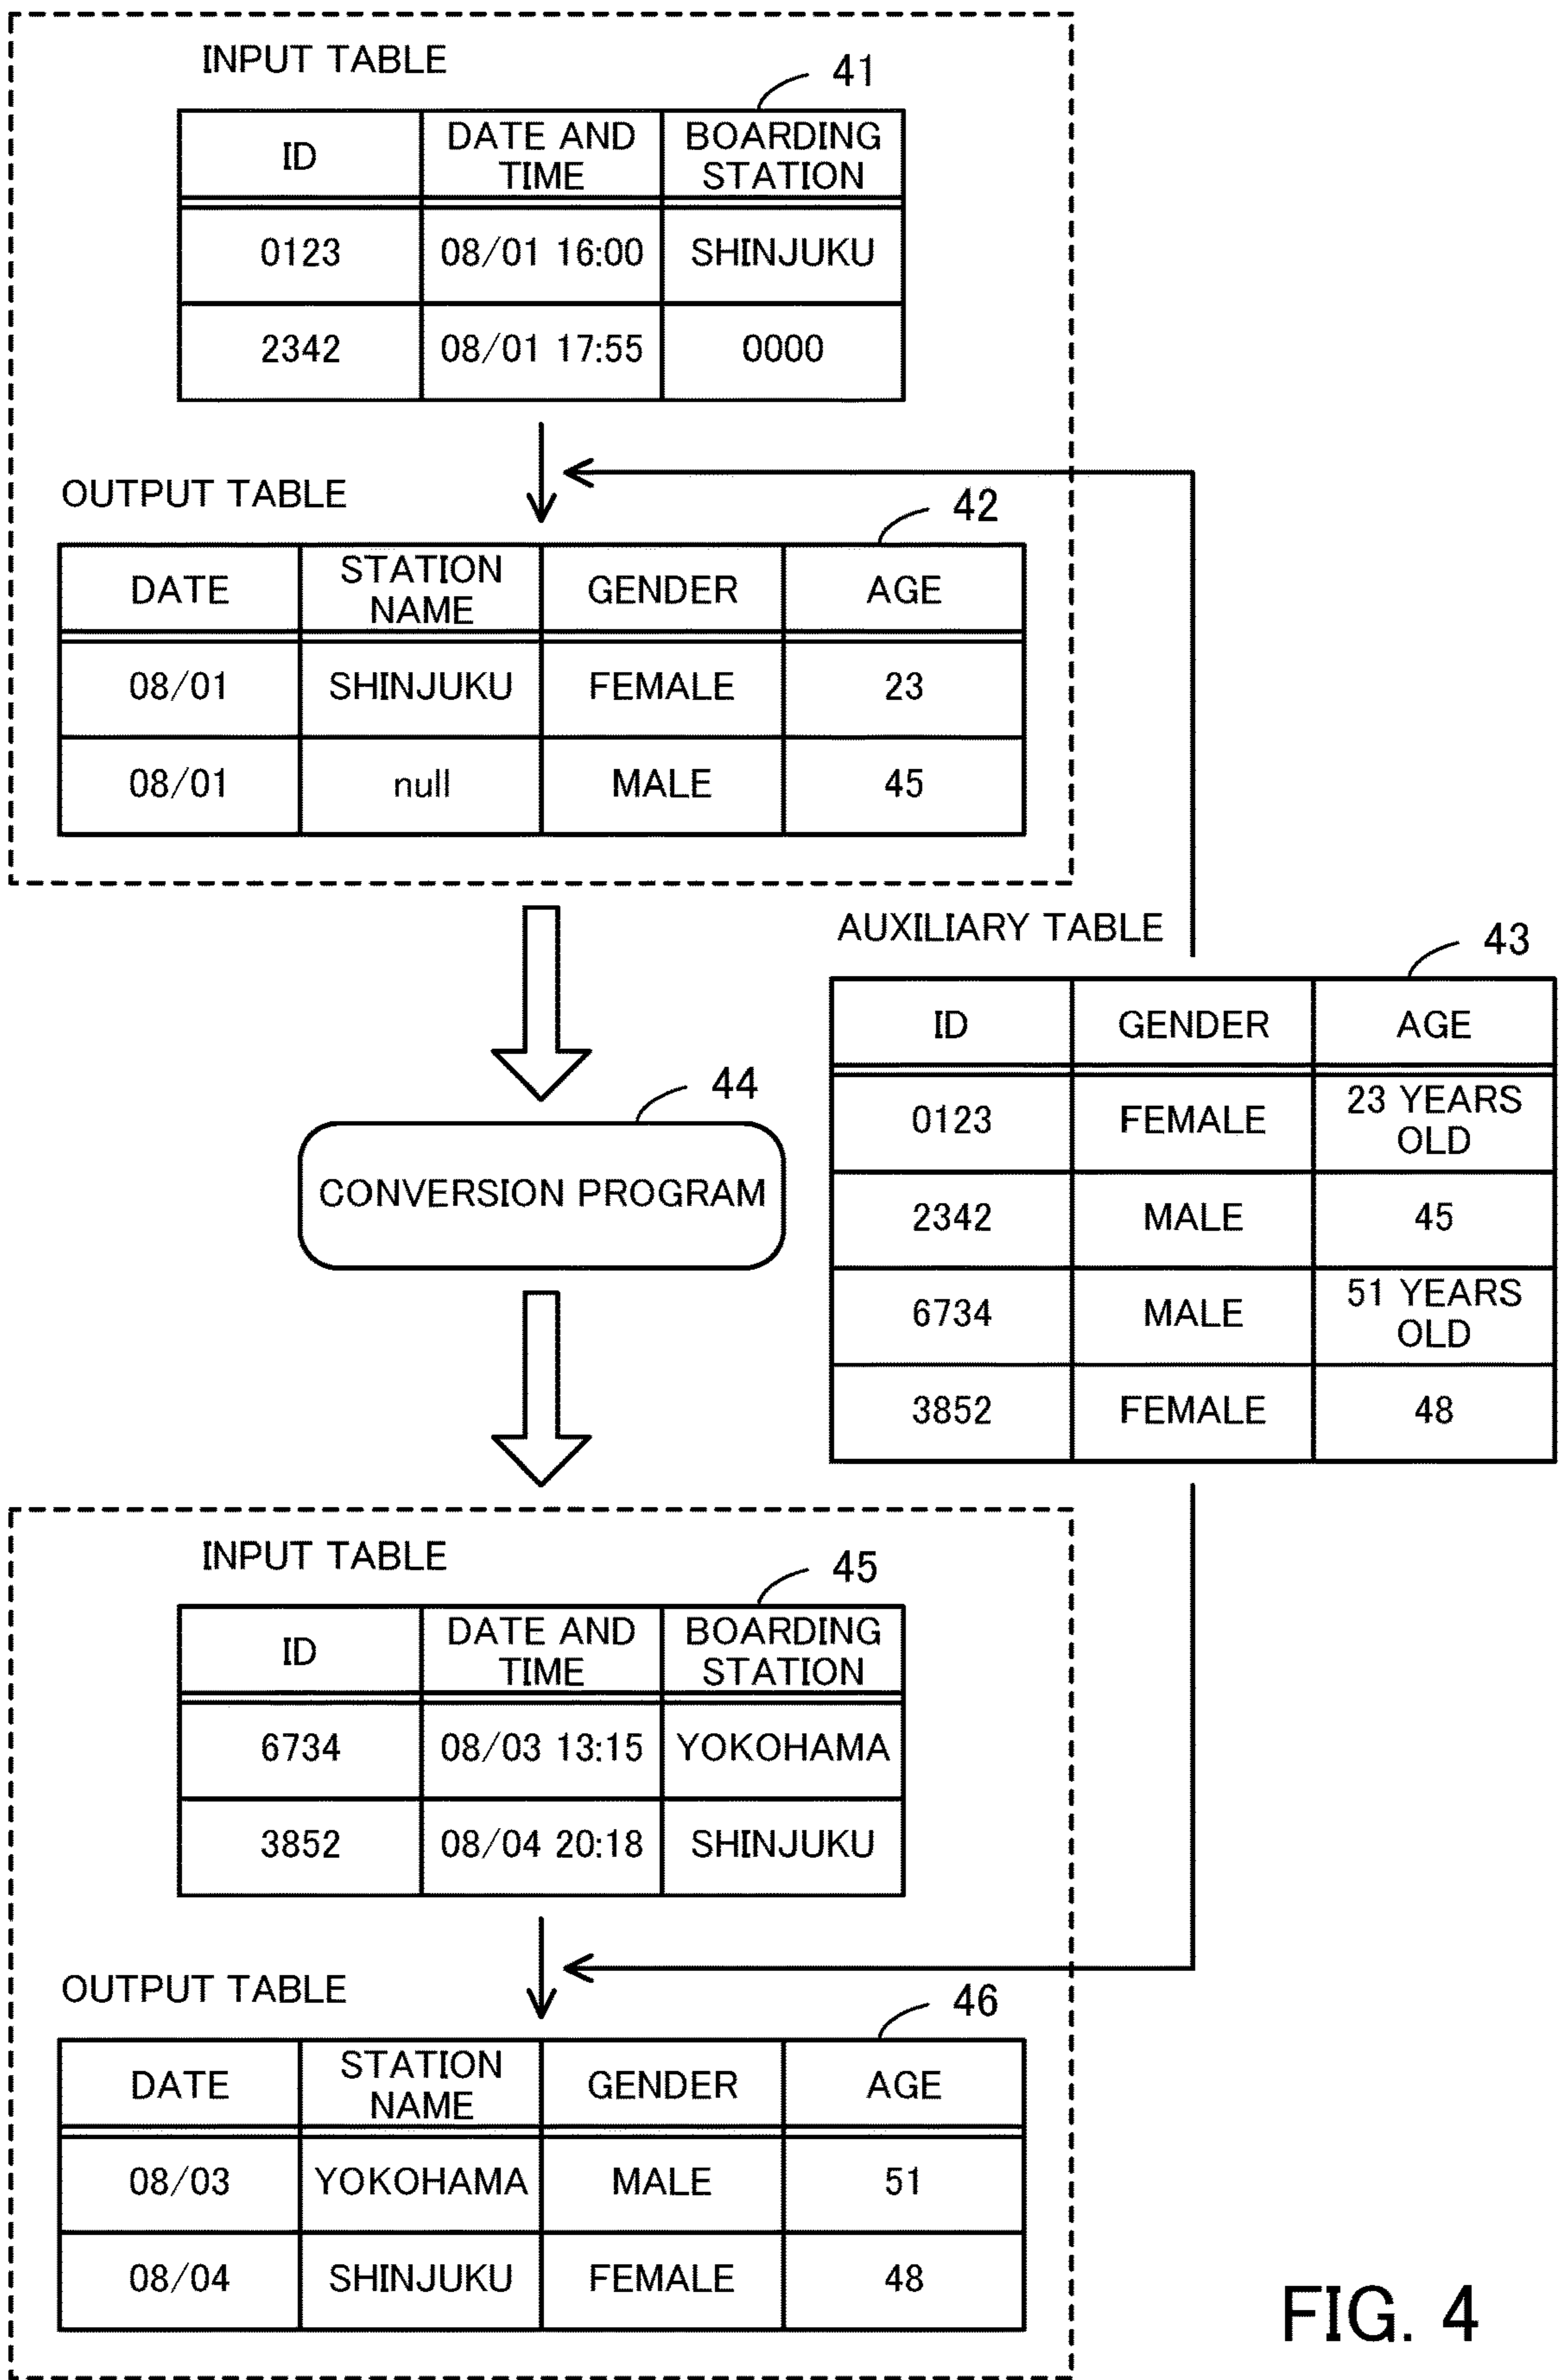 INPUT TABLE
41
ID
DATE AND
TIME
BOARDING
STATION
0123
08/01 16:00
SHINJUKU
2342
08/01 17:55
0000
OUTPUT TABLE
42
DATE
STATION
NAME
GENDER
AGE
08/01
SHINJUKU
FEMALE
23
08/01
null
MALE
45
AUXILIARY TABLE
43
ID
GENDER
AGE
0123
FEMALE
23 YEARS
OLD
2342
MALE
45
6734
MALE
51 YEARS
OLD
3852
FEMALE
48
44
CONVERSION PROGRAM
INPUT TABLE
45
ID
DATE AND
TIME
BOARDING
STATION
6734
08/03 13:15
YOKOHAMA
3852
08/04 20:18
SHINJUKU
OUTPUT TABLE
46
DATE
STATION
NAME
GENDER
AGE
08/03
YOKOHAMA
MALE
51
08/04
SHINJUKU
FEMALE
48
FIG. 4